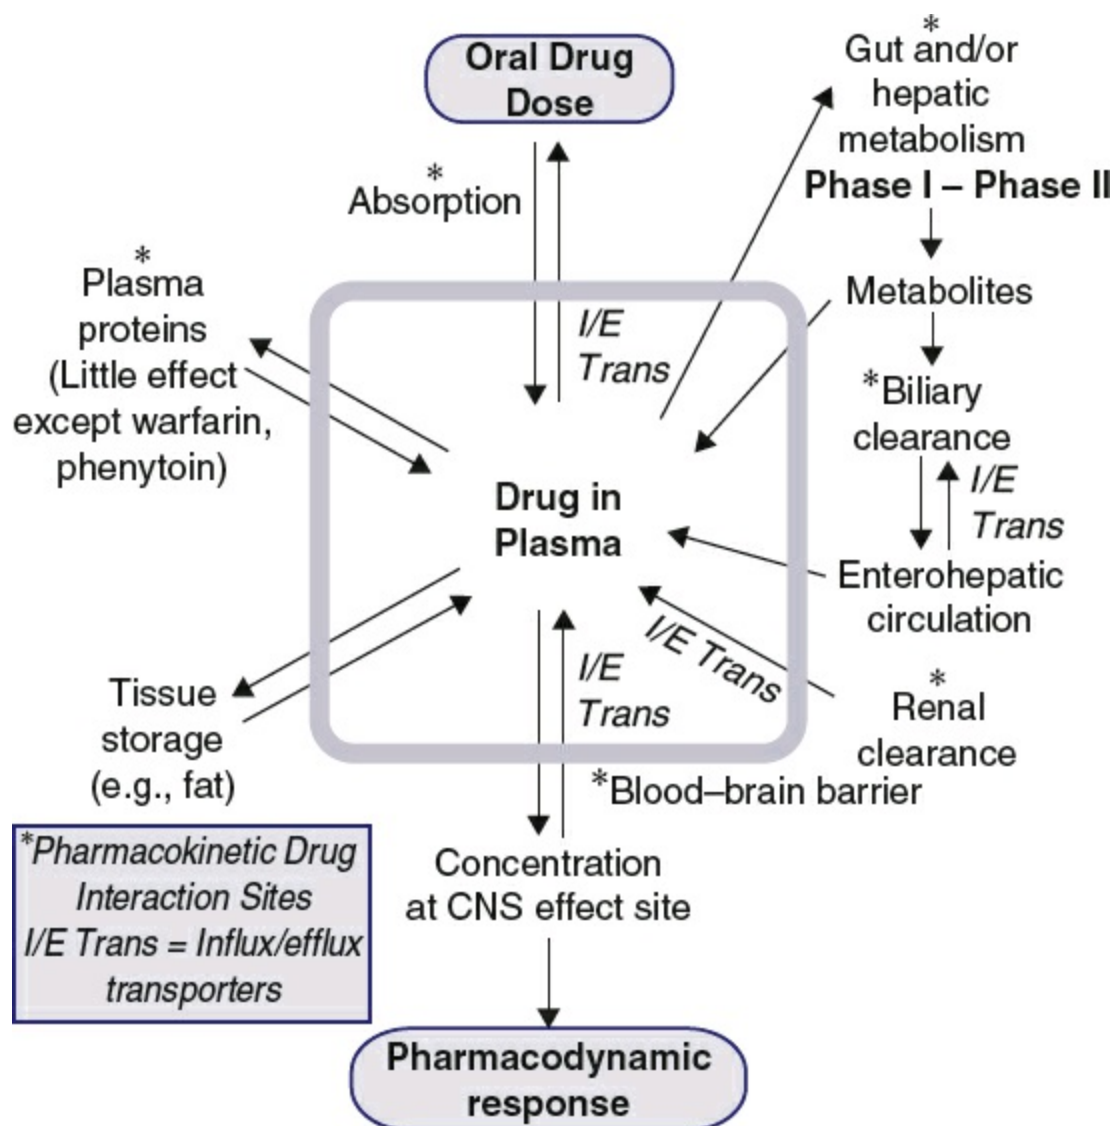 Oral Drug
Dose
*
Gut and/or
hepatic
metabolism
Phase I – Phase II
*
Absorption
*
Plasma
proteins
(Little effect
except warfarin,
phenytoin)
I/E
Trans
Metabolites
*Biliary
clearance
I/E
Trans
Drug in
Plasma
Enterohepatic
circulation
I/E Trans
*
Renal
clearance
I/E
Trans
Tissue
storage
(e.g., fat)
*Blood–brain barrier
*Pharmacokinetic Drug
Interaction Sites
I/E Trans = Influx/efflux
transporters
Concentration
at CNS effect site
Pharmacodynamic
response